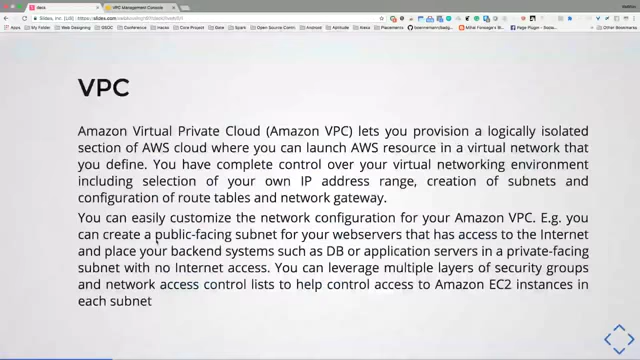 VPC Management Console
VPC
Amazon Virtual Private Cloud (Amazon VPC) lets you provision a logically isolated
section of AWS cloud where you can launch AWS resource in a virtual network that
you define. You have complete control over your virtual networking environment
including selection of your own IP address range, creation of subnets and
configuration of route tables and network gateway.
You can easily customize the network configuration for your Amazon VPC. E.g. you
can create a public-facing subnet for your webservers that has access to the Internet
and place your backend systems such as DB or application servers in a private-facing
subnet with no Internet access. You can leverage multiple layers of security groups
and network access control lists to help control access to Amazon EC2 instances in
each subnet